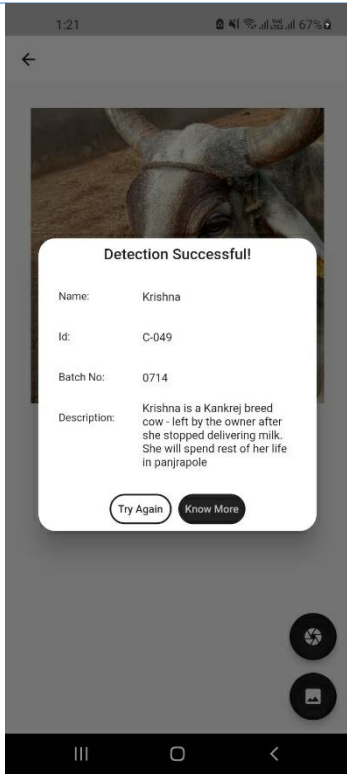 1:21
67%
Detection Successful!
Name: Krishna
Id: C-049
Batch No: 0714
Description: Krishna is a Kankrej breed
cow - left by the owner after
she stopped delivering milk.
She will spend rest of her life
in panjrapole
Try Again Know More